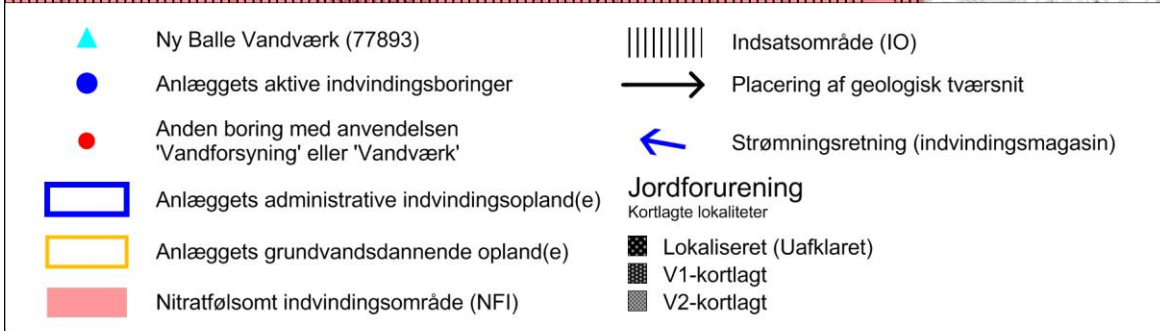 Ny Balle Vandværk (77893)
Anlæggets aktive indvindingsboringer
Anden boring med anvendelsen
'Vandforsyning' eller 'Vandværk'
Anlæggets administrative indvindingsopland(e)
Anlæggets grundvandsdannende opland(e)
Nitratfølsomt indvindingsområde (NFI)
Indsatsområde (IO)
Placering af geologisk tværsnit
Strømningsretning (indvindingsmagasin)
Jordforurening
Kortlagte lokaliteter
Lokaliseret (Uafklaret)
V1-kortlagt
V2-kortlagt